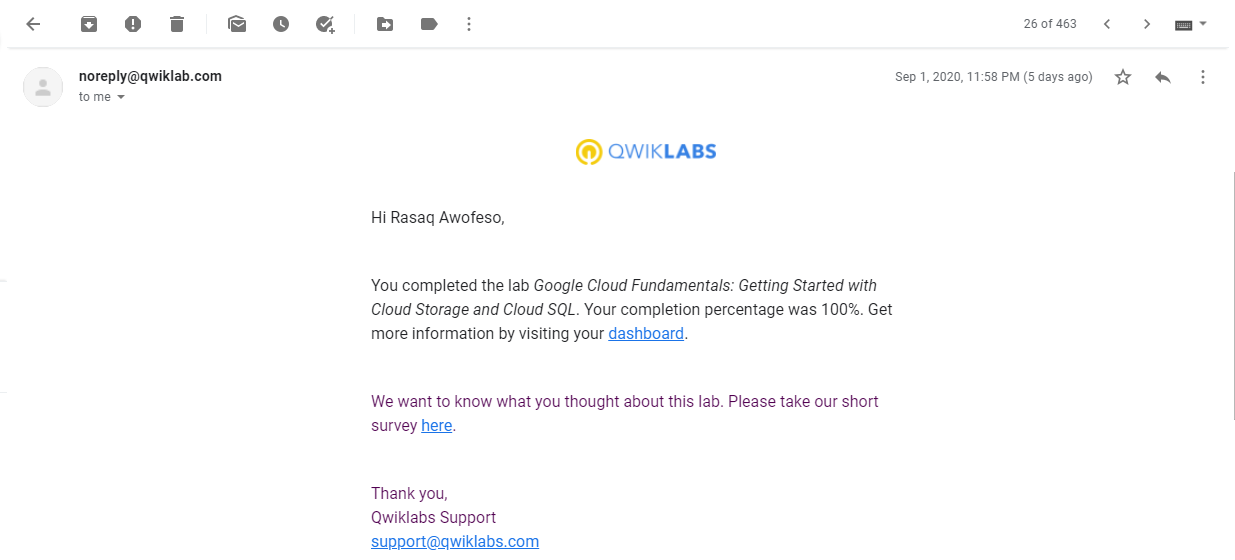 26 of 463
noreply@qwiklab.com
Sep 1, 2020, 11:58 PM (5 days ago)
to me
QWIKLABS
Hi Rasaq Awofeso,
You completed the lab Google Cloud Fundamentals: Getting Started with
Cloud Storage and Cloud SQL. Your completion percentage was 100%. Get
more information by visiting your dashboard.
We want to know what you thought about this lab. Please take our short
survey here.
Thank you,
Qwiklabs Support
support@qwiklabs.com